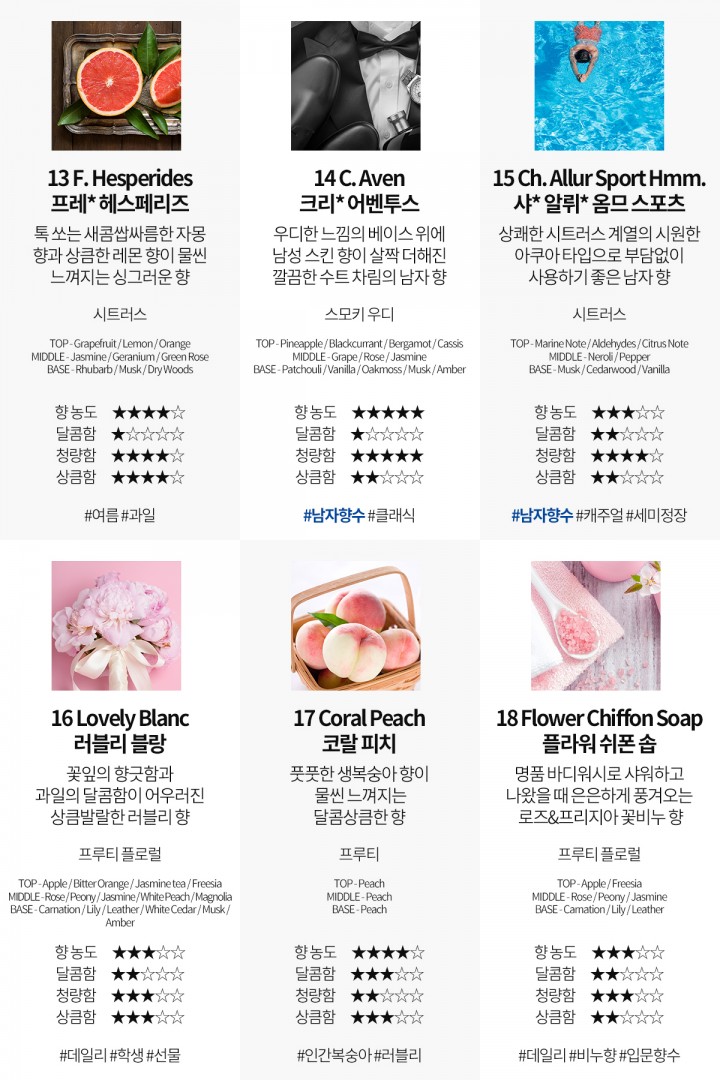 13 F. Hesperides
프레* 헤스페리즈
톡 쏘는 새콤쌉싸름한 자몽
향과 상큼한 레몬 향이 물씬
느껴지는 싱그러운 향
시트러스
TOP - Grapefruit / Lemon / Orange
MIDDLE - Jasmine / Geranium / Green Rose
BASE - Rhubarb / Musk / Dry Woods
향 농도 ★★★★☆
달콤함 ★☆☆☆☆
청량함 ★★★★☆
상큼함 ★★★★☆
#여름 #과일
14 C. Aven
크리* 어벤투스
우디한 느낌의 베이스 위에
남성 스킨 향이 살짝 더해진
깔끔한 수트 차림의 남자 향
스모키 우디
TOP - Pineapple / Blackcurrant / Bergamot / Cassis
MIDDLE - Grape / Rose / Jasmine
BASE - Patchouli / Vanilla / Oakmoss / Musk / Amber
향 농도 ★★★★★
달콤함 ★☆☆☆☆
청량함 ★★★★★
상큼함 ★★☆☆☆
#남자향수 #클래식
15 Ch. Allur Sport Hmm.
샤* 알뤼* 옴므 스포츠
상쾌한 시트러스 계열의 시원한
아쿠아 타입으로 부담없이
사용하기 좋은 남자 향
시트러스
TOP - Marine Note / Aldehydes / Citrus Note
MIDDLE - Neroli / Pepper
BASE - Musk / Cedarwood / Vanilla
향 농도 ★★★☆☆
달콤함 ★★☆☆☆
청량함 ★★★★☆
상큼함 ★★☆☆☆
#남자향수 #캐주얼 #세미정장
16 Lovely Blanc
러블리 블랑
꽃잎의 향긋함과
과일의 달콤함이 어우러진
상큼발랄한 러블리 향
프루티 플로럴
TOP - Apple / Bitter Orange / Jasmine tea / Freesia
MIDDLE - Rose / Peony / Jasmine / White Peach / Magnolia
BASE - Carnation / Lily / Leather / White Cedar / Musk /
Amber
향 농도 ★★★☆☆
달콤함 ★★☆☆☆
청량함 ★★★☆☆
상큼함 ★★★☆☆
#데일리 #학생 #선물
17 Coral Peach
코랄 피치
풋풋한 생복숭아 향이
물씬 느껴지는
달콤상큼한 향
프루티
TOP - Peach
MIDDLE - Peach
BASE - Peach
향 농도 ★★★★☆
달콤함 ★★★☆☆
청량함 ★★☆☆☆
상큼함 ★★★☆☆
#인간복숭아 #러블리
18 Flower Chiffon Soap
플라워 쉬폰 솝
명품 바디워시로 샤워하고
나왔을 때 은은하게 풍겨오는
로즈&프리지아 꽃비누 향
프루티 플로럴
TOP - Apple / Freesia
MIDDLE - Rose / Peony / Jasmine
BASE - Carnation / Lily / Leather
향 농도 ★★★☆☆
달콤함 ★★☆☆☆
청량함 ★★★☆☆
상큼함 ★★☆☆☆
#데일리 #비누향 #입문향수